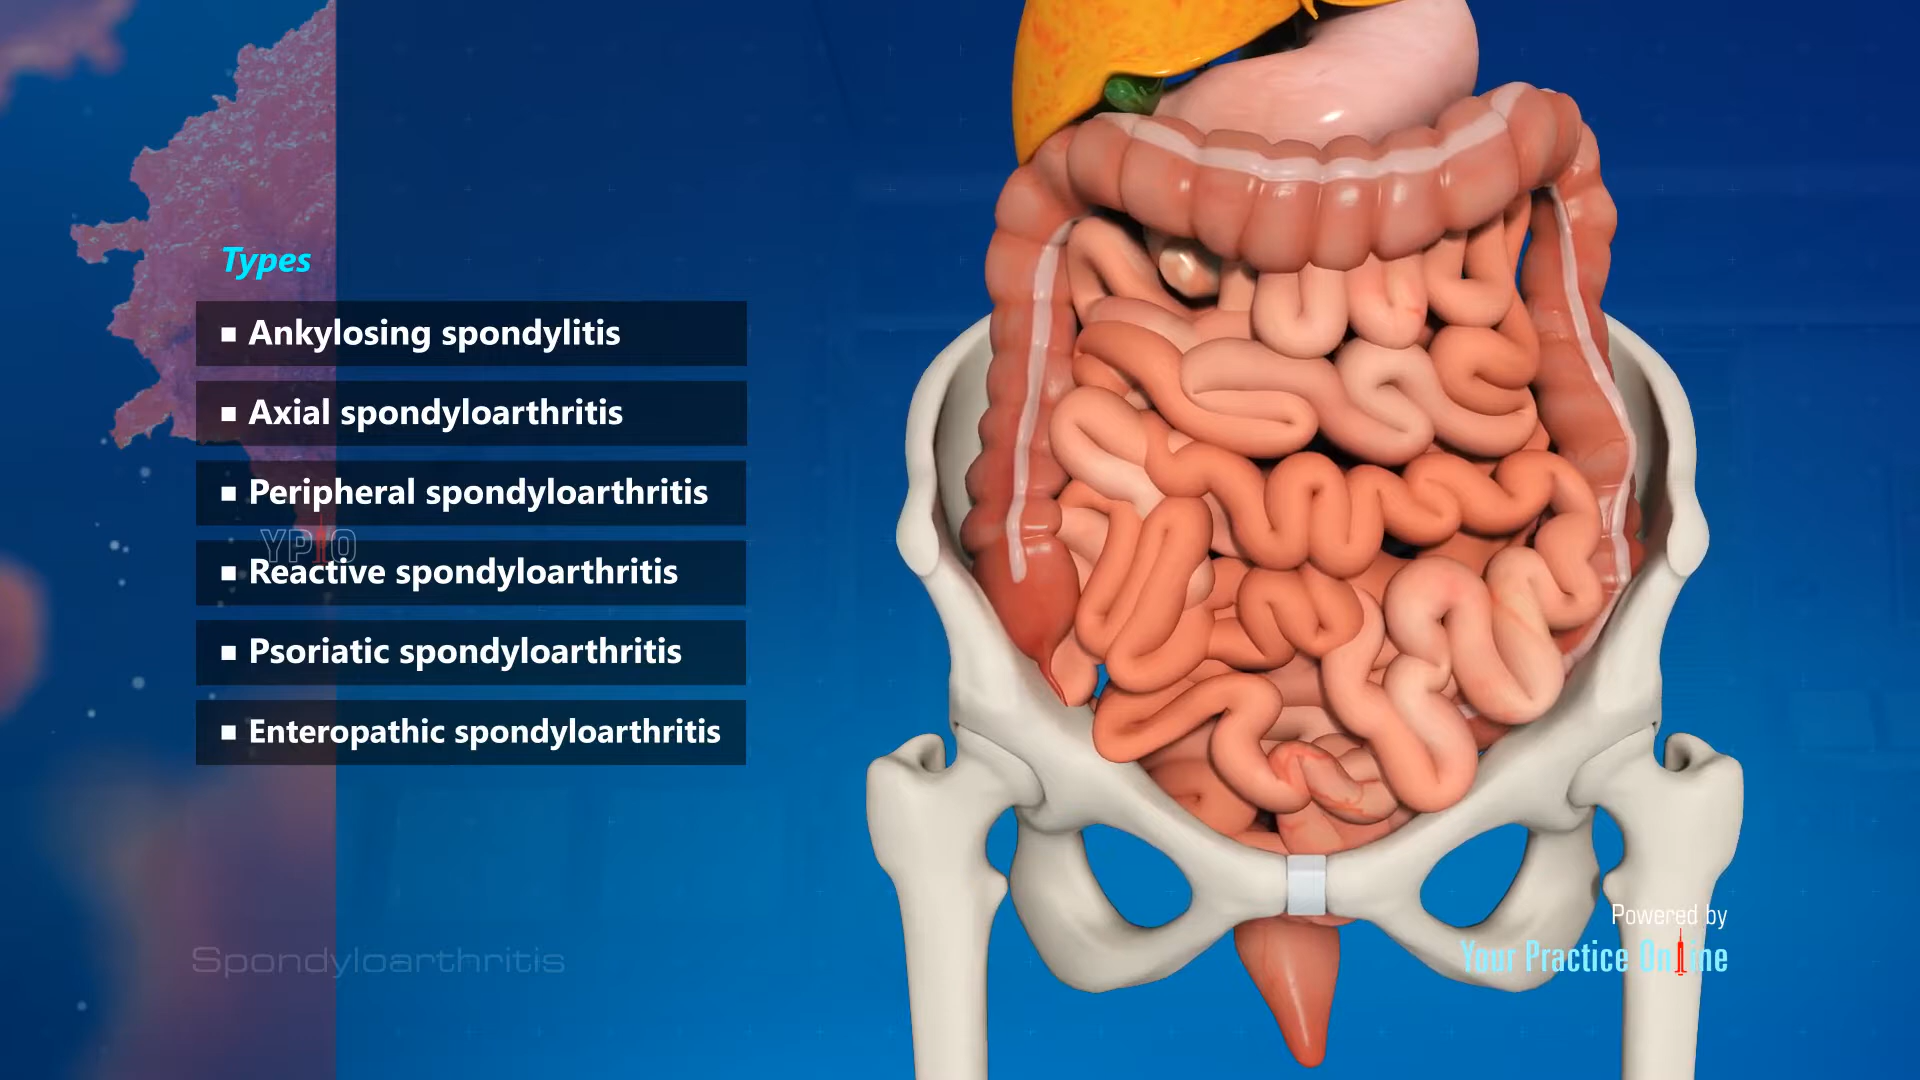 Types
▪ Ankylosing spondylitis
▪ Axial spondyloarthritis
▪ Peripheral spondyloarthritis
YPO
▪ Reactive spondyloarthritis
▪ Psoriatic spondyloarthritis
▪ Enteropathic spondyloarthritis
Spondyloarthritis
Powered by
Your Practice Online